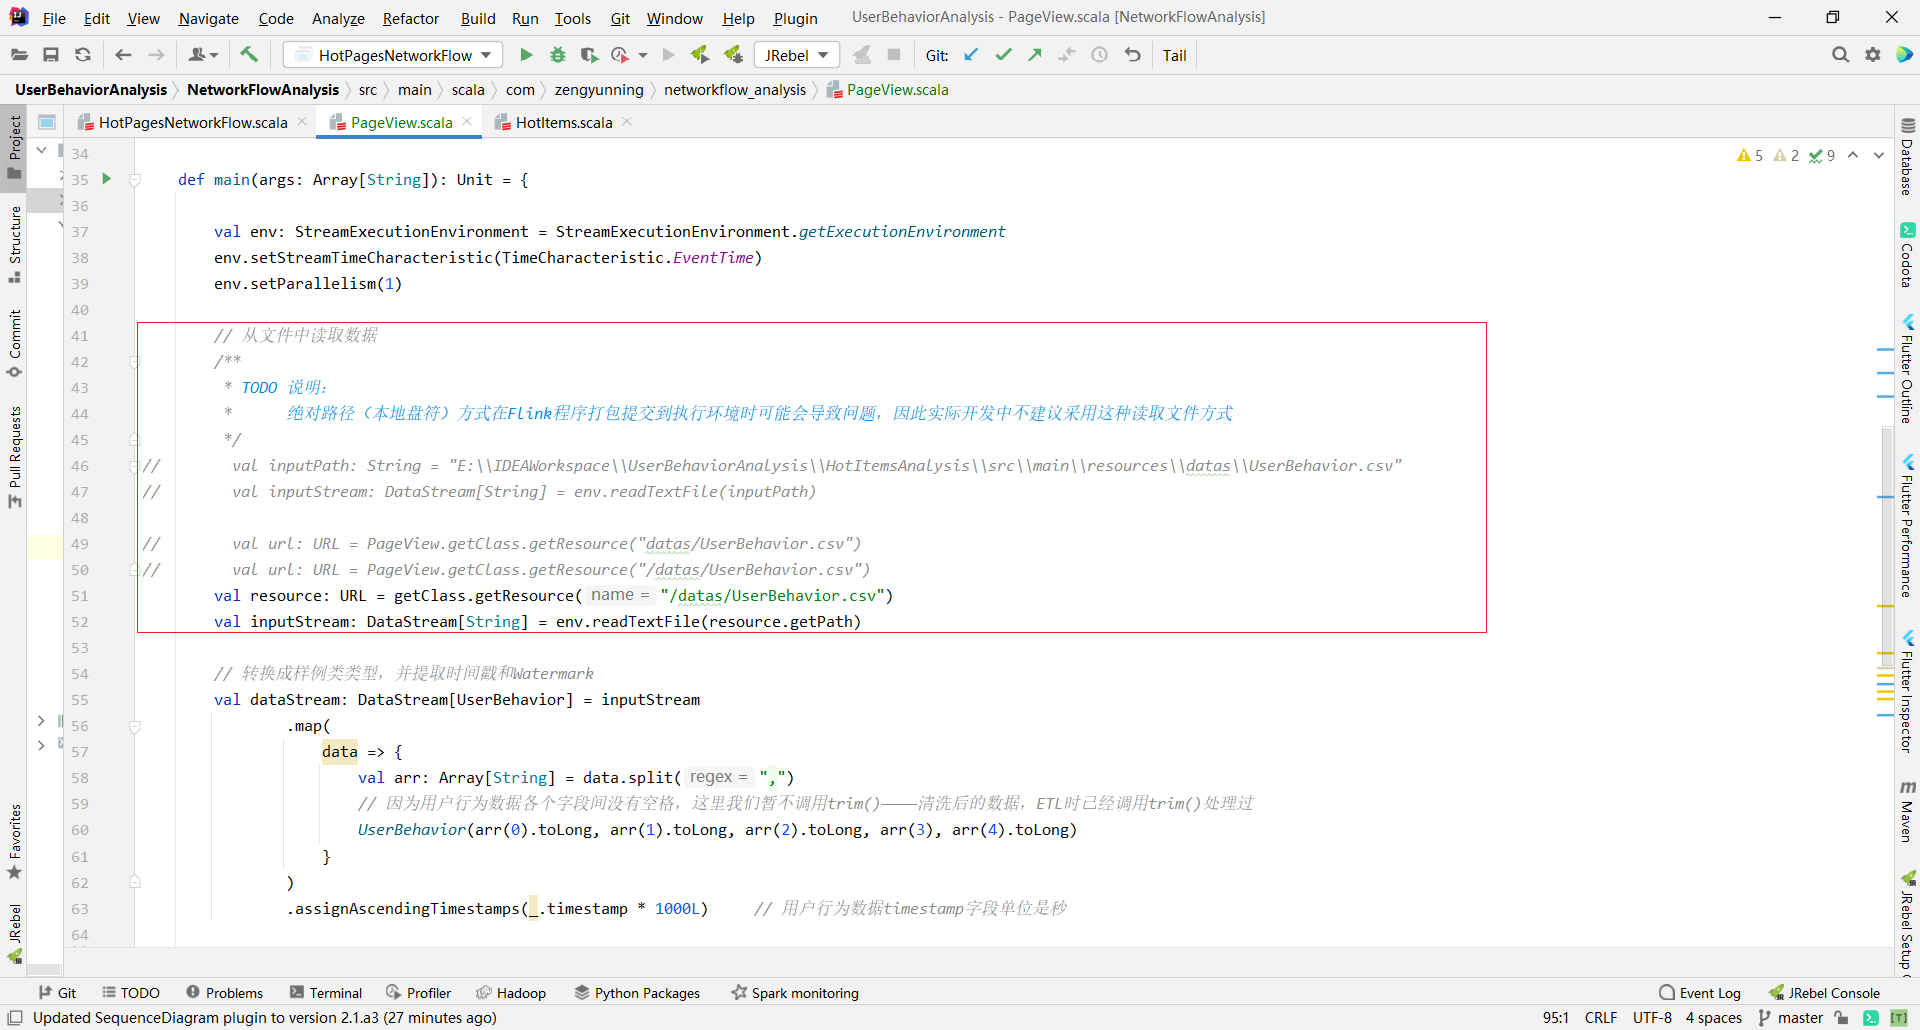 File Edit View Navigate Code Analyze Refactor Build Run Tools Git Window Help Plugin UserBehaviorAnalysis - PageView.scala [NetworkFlowAnalysis]
HotPagesNetworkFlow JRebel Git: Tail
UserBehaviorAnalysis NetworkFlowAnalysis src main scala com zengyunning networkflow_analysis PageView.scala
HotPagesNetworkFlow.scala PageView.scala HotItems.scala
5 2 9
34
35 def main(args: Array[String]): Unit = {
36
37 val env: StreamExecutionEnvironment = StreamExecutionEnvironment.getExecutionEnvironment
38 env.setStreamTimeCharacteristic(TimeCharacteristic.EventTime)
39 env.setParallelism(1)
40
41 // 从文件中读取数据
42 /**
43 * TODO 说明：
44 * 绝对路径（本地盘符）方式在Flink程序打包提交到执行环境时可能会导致问题，因此实际开发中不建议采用这种读取文件方式
45 */
46 // val inputPath: String = "E:\\IDEAWorkspace\\UserBehaviorAnalysis\\HotItemsAnalysis\\src\\main\\resources\\datas\\UserBehavior.csv"
47 // val inputStream: DataStream[String] = env.readTextFile(inputPath)
48
49 // val url: URL = PageView.getClass.getResource("datas/UserBehavior.csv")
50 // val url: URL = PageView.getClass.getResource("/datas/UserBehavior.csv")
51 val resource: URL = getClass.getResource( name = "/datas/UserBehavior.csv")
52 val inputStream: DataStream[String] = env.readTextFile(resource.getPath)
53
54 // 转换成样例类类型，并提取时间戳和Watermark
55 val dataStream: DataStream[UserBehavior] = inputStream
56 .map(
57 data => {
58 val arr: Array[String] = data.split( regex = ",")
59 // 因为用户行为数据各个字段间没有空格，这里我们暂不调用trim()————清洗后的数据，ETL时已经调用trim()处理过
60 UserBehavior(arr(0).toLong, arr(1).toLong, arr(2).toLong, arr(3), arr(4).toLong)
61 }
62 )
63 .assignAscendingTimestamps(_.timestamp * 1000L) // 用户行为数据timestamp字段单位是秒
64
Project
Structure
Commit
Pull Requests
Favorites
JRebel
Database
Codota
Flutter Outline
Flutter Performance
Flutter Inspector
Maven
JRebel Setup
Git TODO Problems Terminal Profiler Hadoop Python Packages Spark monitoring Event Log JRebel Console
Updated SequenceDiagram plugin to version 2.1.a3 (27 minutes ago) 95:1 CRLF UTF-8 4 spaces master